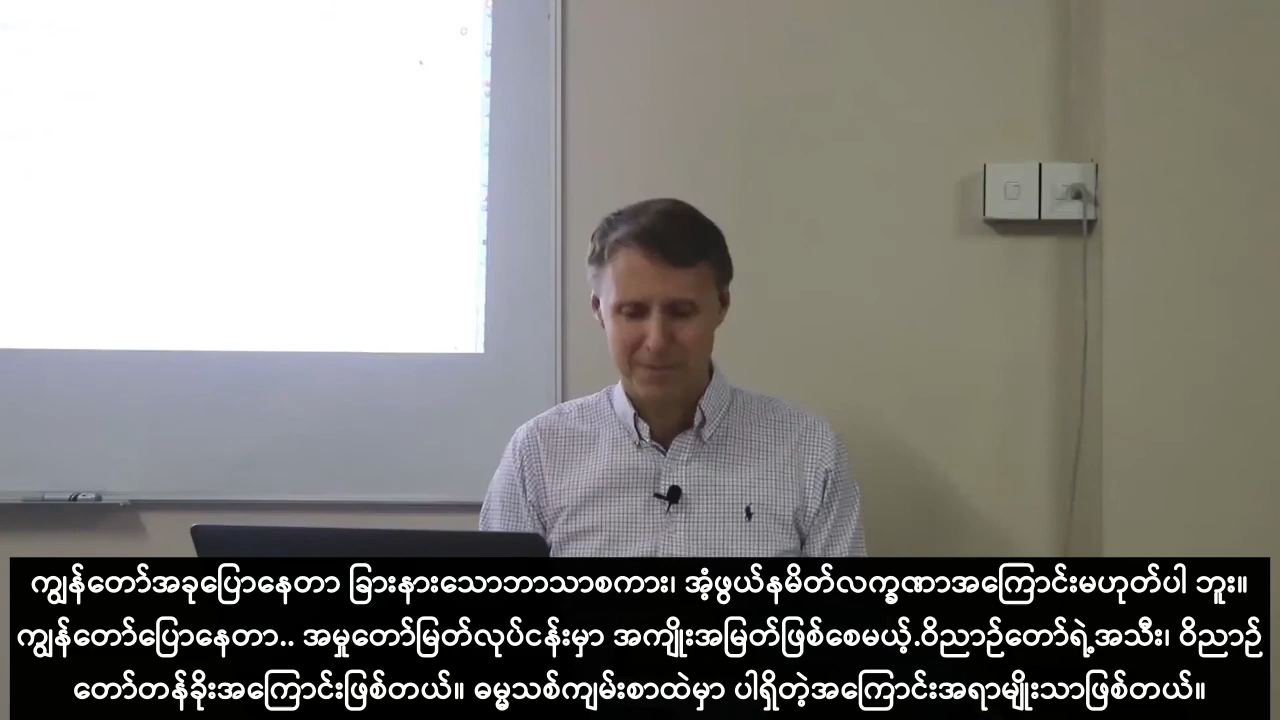 ကျွန်တော်အခုပြောနေတာ ခြားနားသောဘာသာစကား၊ အံ့ဖွယ်နမိတ်လက္ခဏာအကြောင်းမဟုတ်ပါ ဘူး။
ကျွန်တော်ပြောနေတာ.. အမှုတော်မြတ်လုပ်ငန်းမှာ အကျိုးအမြတ်ဖြစ်စေမယ့်.ဝိညာဉ်တော်ရဲ့အသီး၊ ဝိညာဉ်
တော်တန်ခိုးအကြောင်းဖြစ်တယ်။ ဓမ္မသစ်ကျမ်းစာထဲမှာ ပါရှိတဲ့အကြောင်းအရာမျိုးသာဖြစ်တယ်။